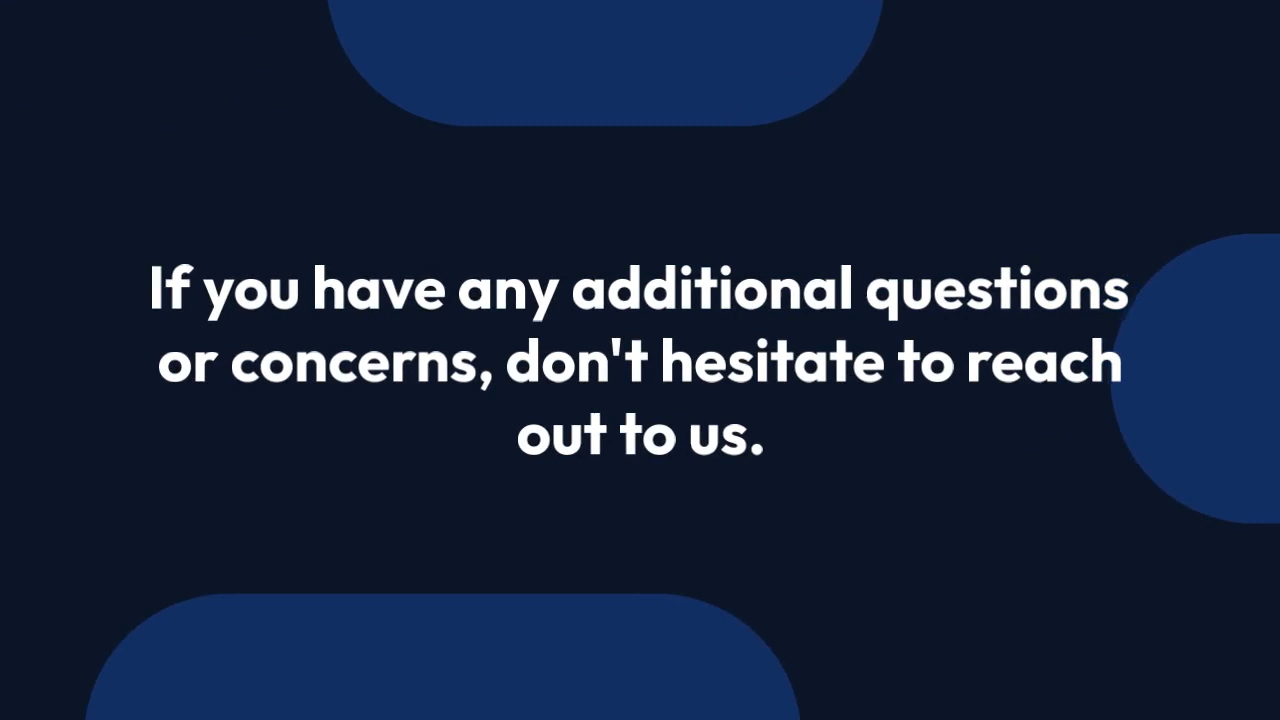 If you have any additional questions
or concerns, don't hesitate to reach
out to us.